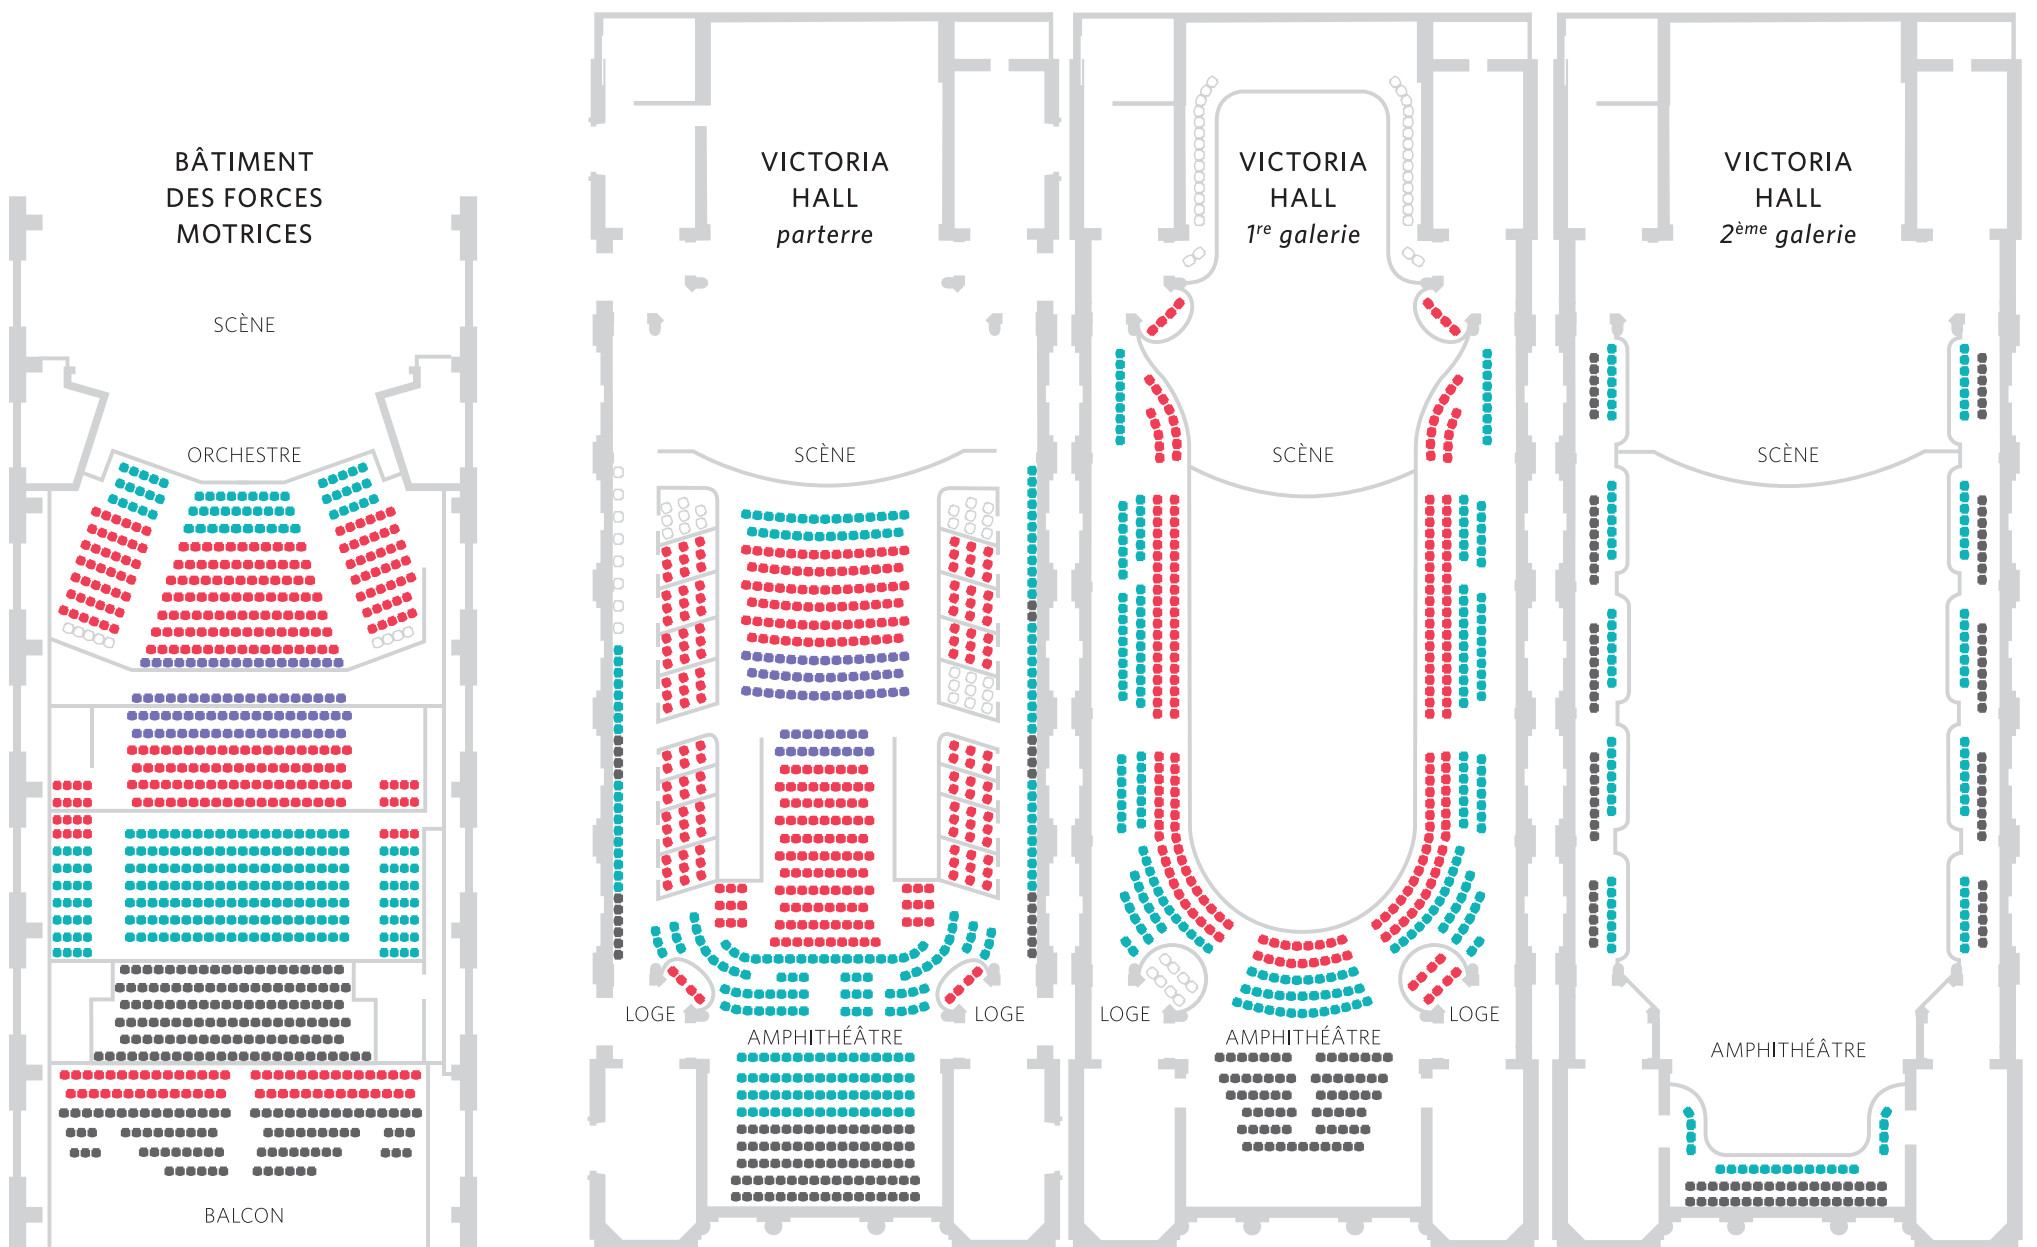 BÂTIMENT
DES FORCES
MOTRICES
SCÈNE
ORCHESTRE
BALCON
VICTORIA
HALL
parterre
SCÈNE
LOGE
LOGE
AMPHITHÉÂTRE
VICTORIA
HALL
1re galerie
SCÈNE
LOGE
LOGE
AMPHITHÉÂTRE
VICTORIA
HALL
2ème galerie
SCÈNE
AMPHITHÉÂTRE